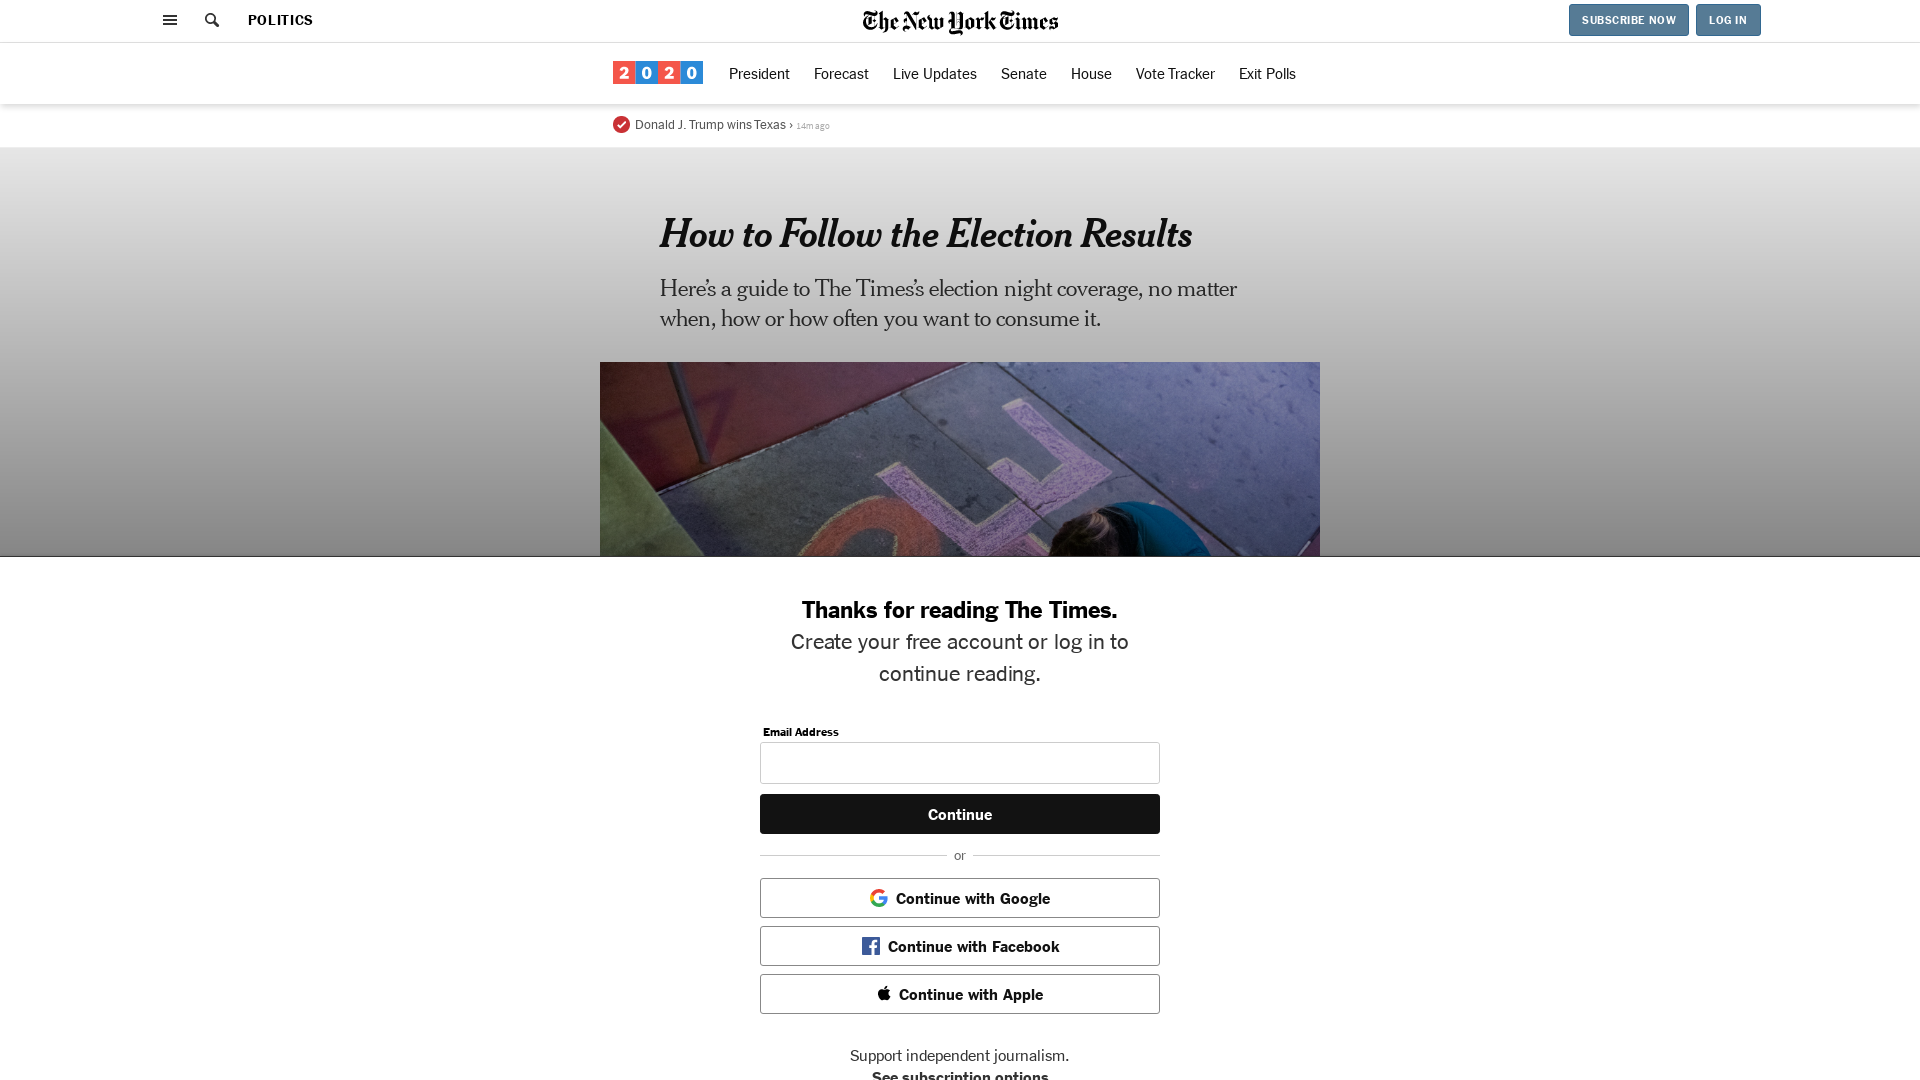 POLITICS
The New York Times
SUBSCRIBE NOW
LOG IN
2020
President
Forecast
Live Updates
Senate
House
Vote Tracker
Exit Polls
Donald J. Trump wins Texas › 14m ago
How to Follow the Election Results
Here’s a guide to The Times’s election night coverage, no matter
when, how or how often you want to consume it.
Thanks for reading The Times.
Create your free account or log in to
continue reading.
Email Address
Continue
or
Continue with Google
Continue with Facebook
Continue with Apple
Support independent journalism.
See subscription options